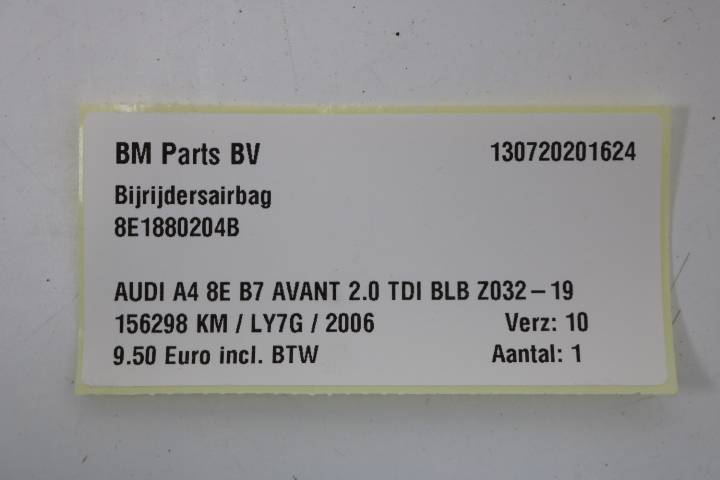 BM Parts BV 130720201624
Bijrijdersairbag
8E1880204B
AUDI A4 8E B7 AVANT 2.0 TDI BLB Z032-19
156298 KM / LY7G / 2006 Verz: 10
9.50 Euro incl. BTW Aantal: 1